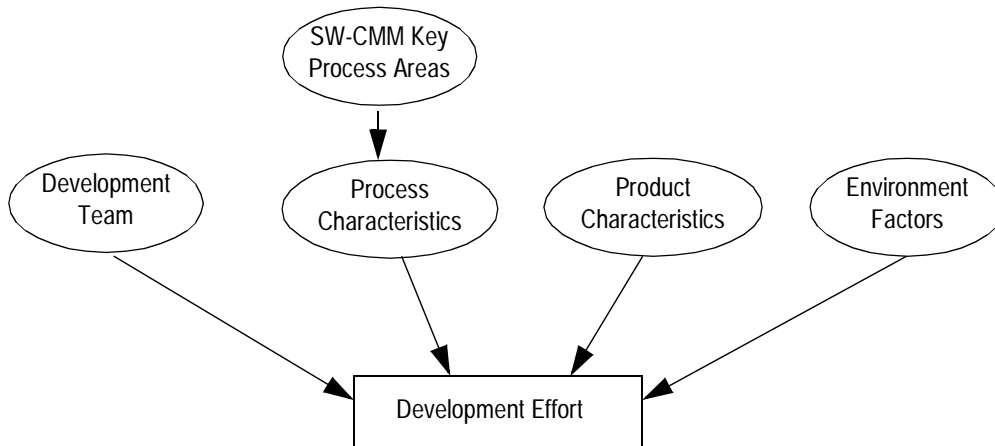 SW-CMM Key
Process Areas
Development
Team
Process
Characteristics
Product
Characteristics
Environment
Factors
Development Effort